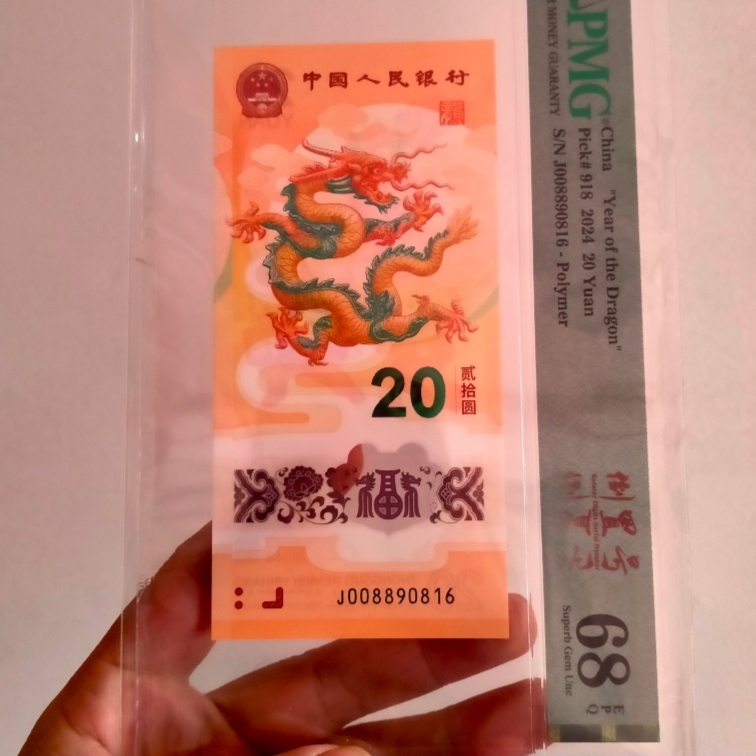 中国人民银行
20
贰拾圆
福
J008890816
PMG
MONEY GUARANTY
China "Year of the Dragon"
Pick# 918 2024 20 Yuan
S/N J008890816 - Polymer
68
EPQ
Superb Gem Unc